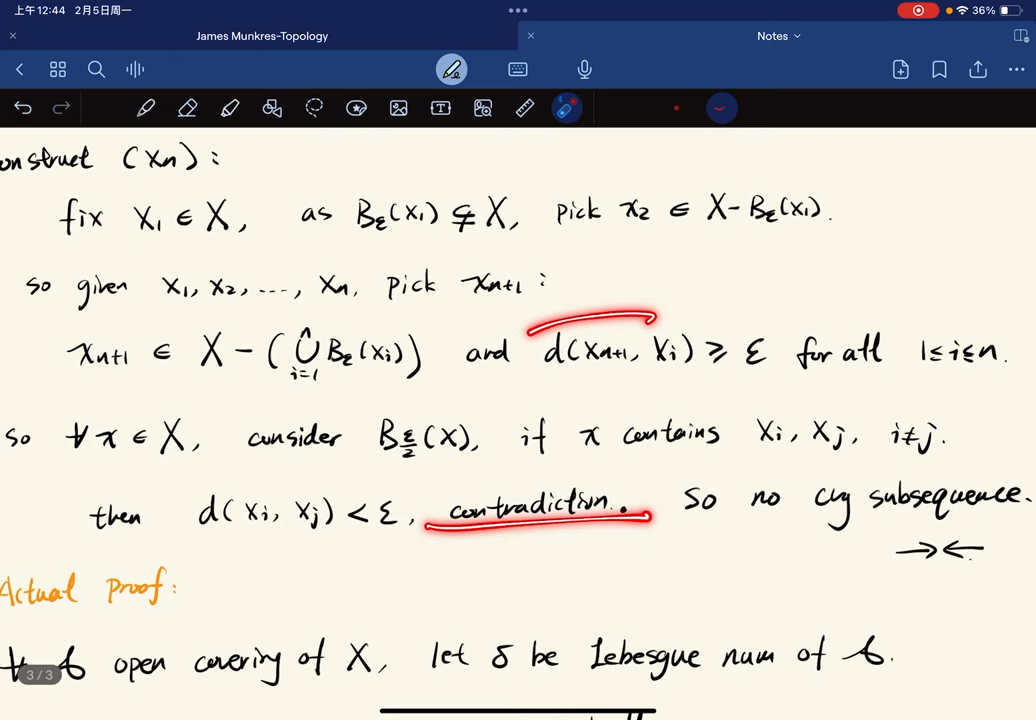 上午12:44 2月5日周一
36%
James Munkres-Topology
Notes
onstruct (xn):
fix x1 ∈ X, as Bε(x1) ⊊ X, pick x2 ∈ X-Bε(x1).
so given x1, x2, ..., xn, pick xn+1:
xn+1 ∈ X - (∪ⁿi=1 Bε(xi)) and d(xn+1, xi) ≥ ε for all 1≤i≤n.
so ∀x ∈ X, consider Bε/2(x), if x contains xi, xj, i≠j.
then d(xi, xj) < ε, contradiction. So no cvg subsequence.
→←
Actual Proof:
∀ open covering of X, let δ be Lebesgue num of
3/3